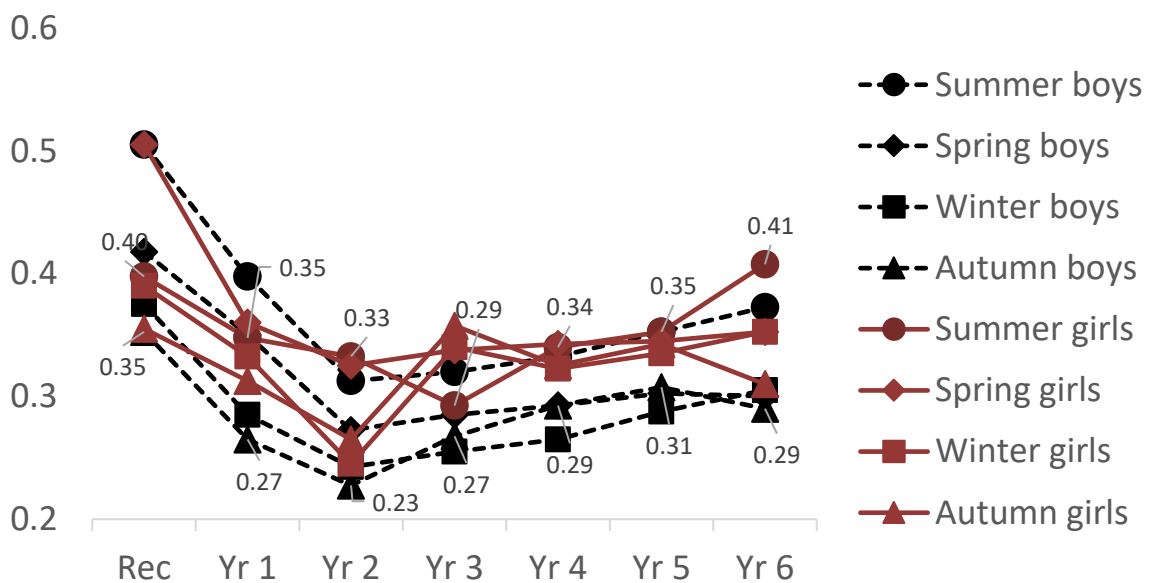 0.6
0.5
0.4
0.3
0.2
0.40
0.35
0.35
0.27
0.33
0.23
0.29
0.27
0.34
0.29
0.35
0.31
0.41
0.29
Rec Yr 1 Yr 2 Yr 3 Yr 4 Yr 5 Yr 6
Summer boys
Spring boys
Winter boys
Autumn boys
Summer girls
Spring girls
Winter girls
Autumn girls